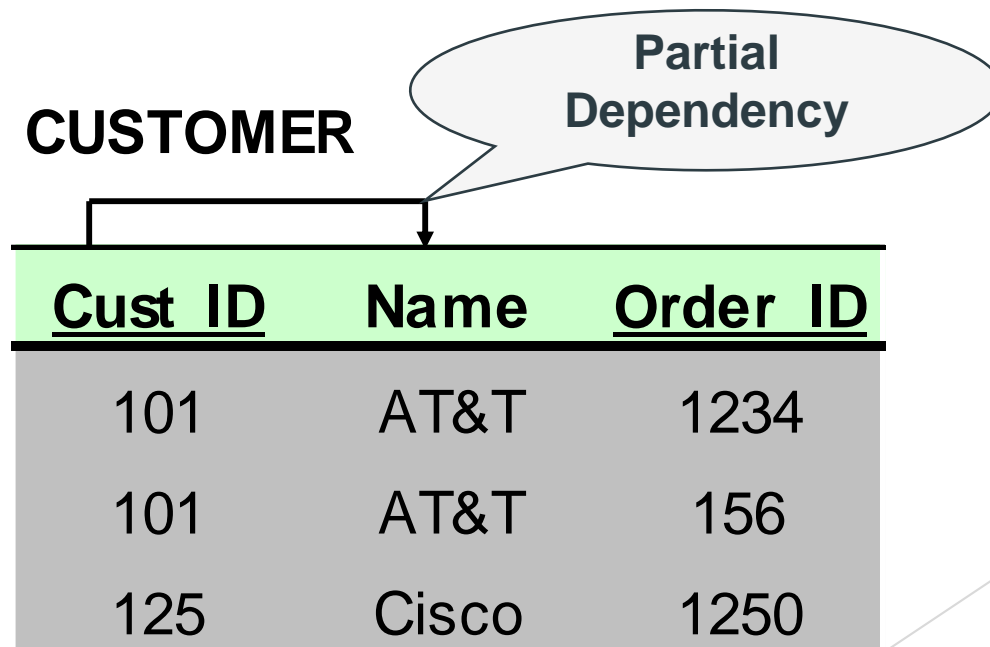 Partial
Dependency
CUSTOMER
Cust ID Name Order ID
101 AT&T 1234
101 AT&T 156
125 Cisco 1250